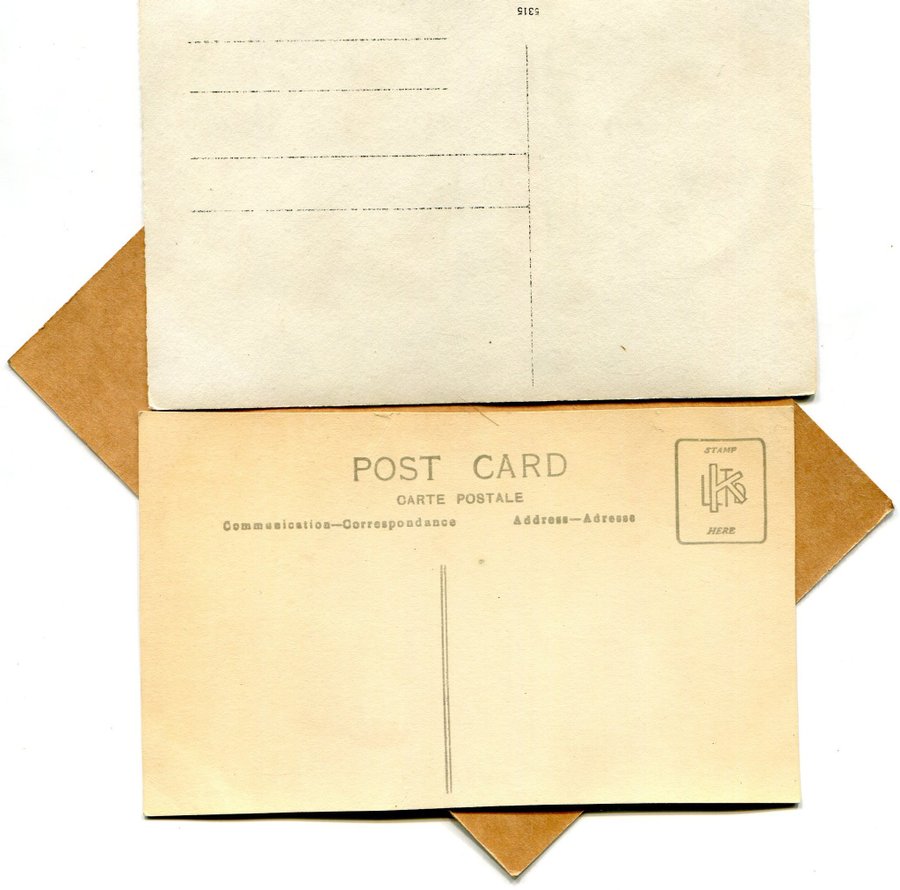 5315
POST CARD
CARTE POSTALE
Communication—Correspondance
Address—Adresse
STAMP
HERE